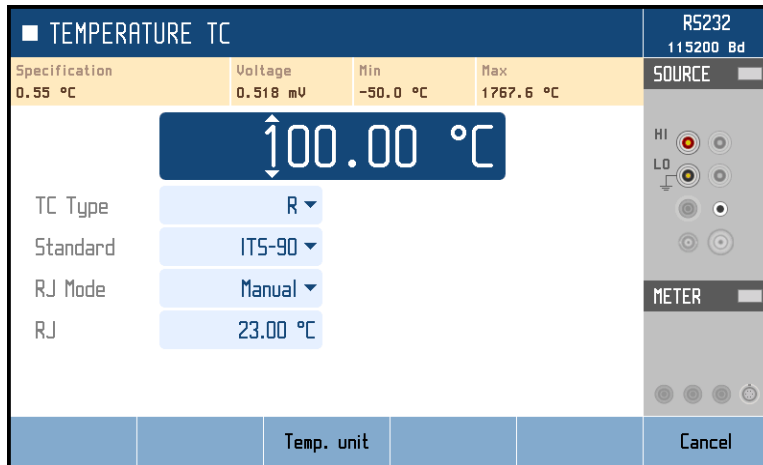 TEMPERATURE TC
RS232
115200 Bd
Specification Voltage Min Max
0.55 °C 0.518 mV -50.0 °C 1767.6 °C
SOURCE
100.00 °C
HI
LO
TC Type R
Standard ITS-90
RJ Mode Manual
RJ 23.00 °C
METER
Temp. unit Cancel